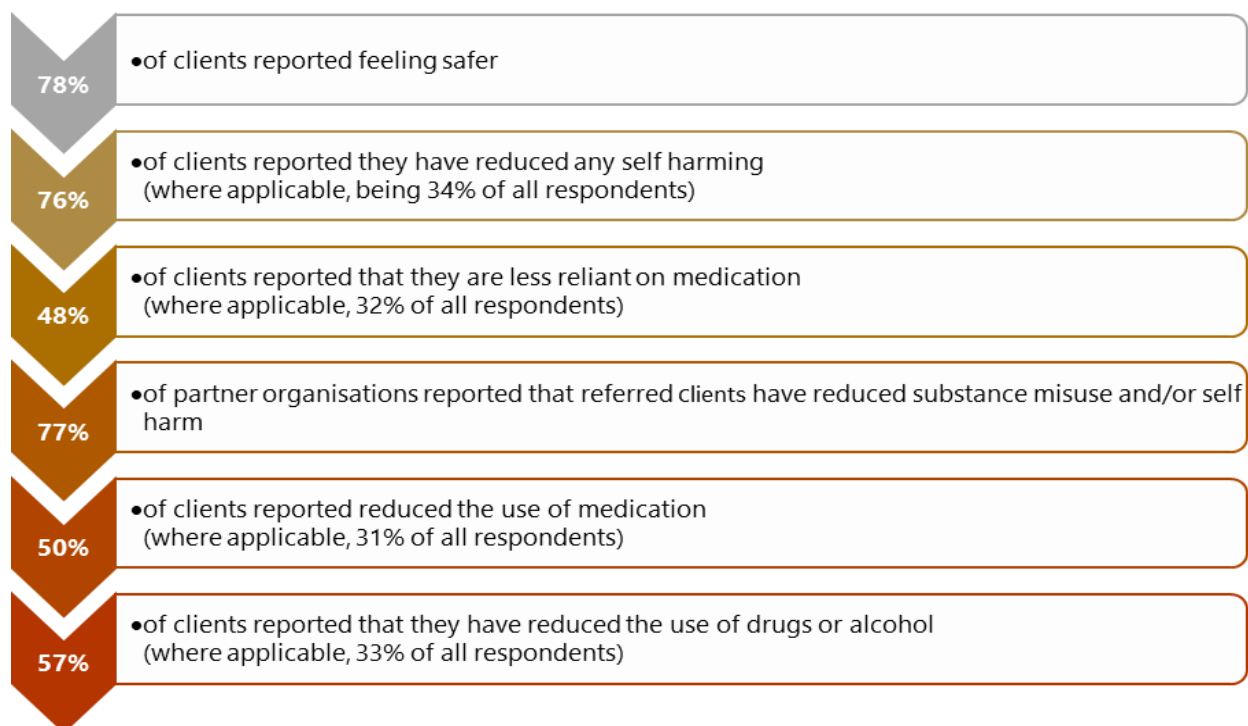 78%
•of clients reported feeling safer
76%
•of clients reported they have reduced any self harming
(where applicable, being 34% of all respondents)
48%
•of clients reported that they are less reliant on medication
(where applicable, 32% of all respondents)
77%
•of partner organisations reported that referred clients have reduced substance misuse and/or self
harm
50%
•of clients reported reduced the use of medication
(where applicable, 31% of all respondents)
57%
•of clients reported that they have reduced the use of drugs or alcohol
(where applicable, 33% of all respondents)